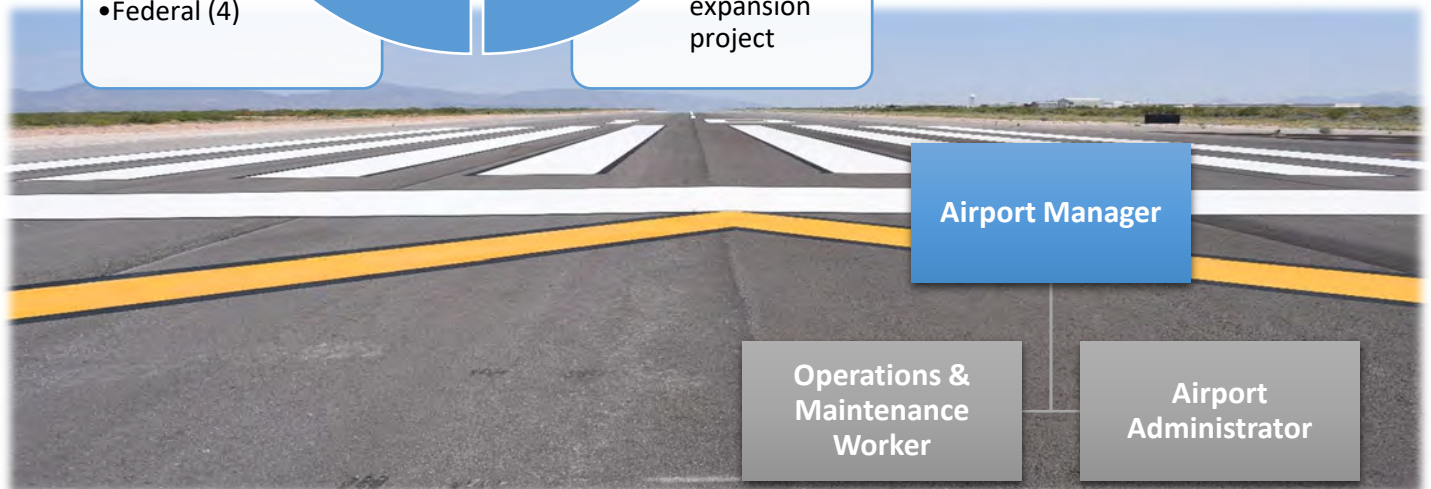 •Federal (4)
expansion
project
Airport Manager
Operations &
Maintenance
Worker
Airport
Administrator